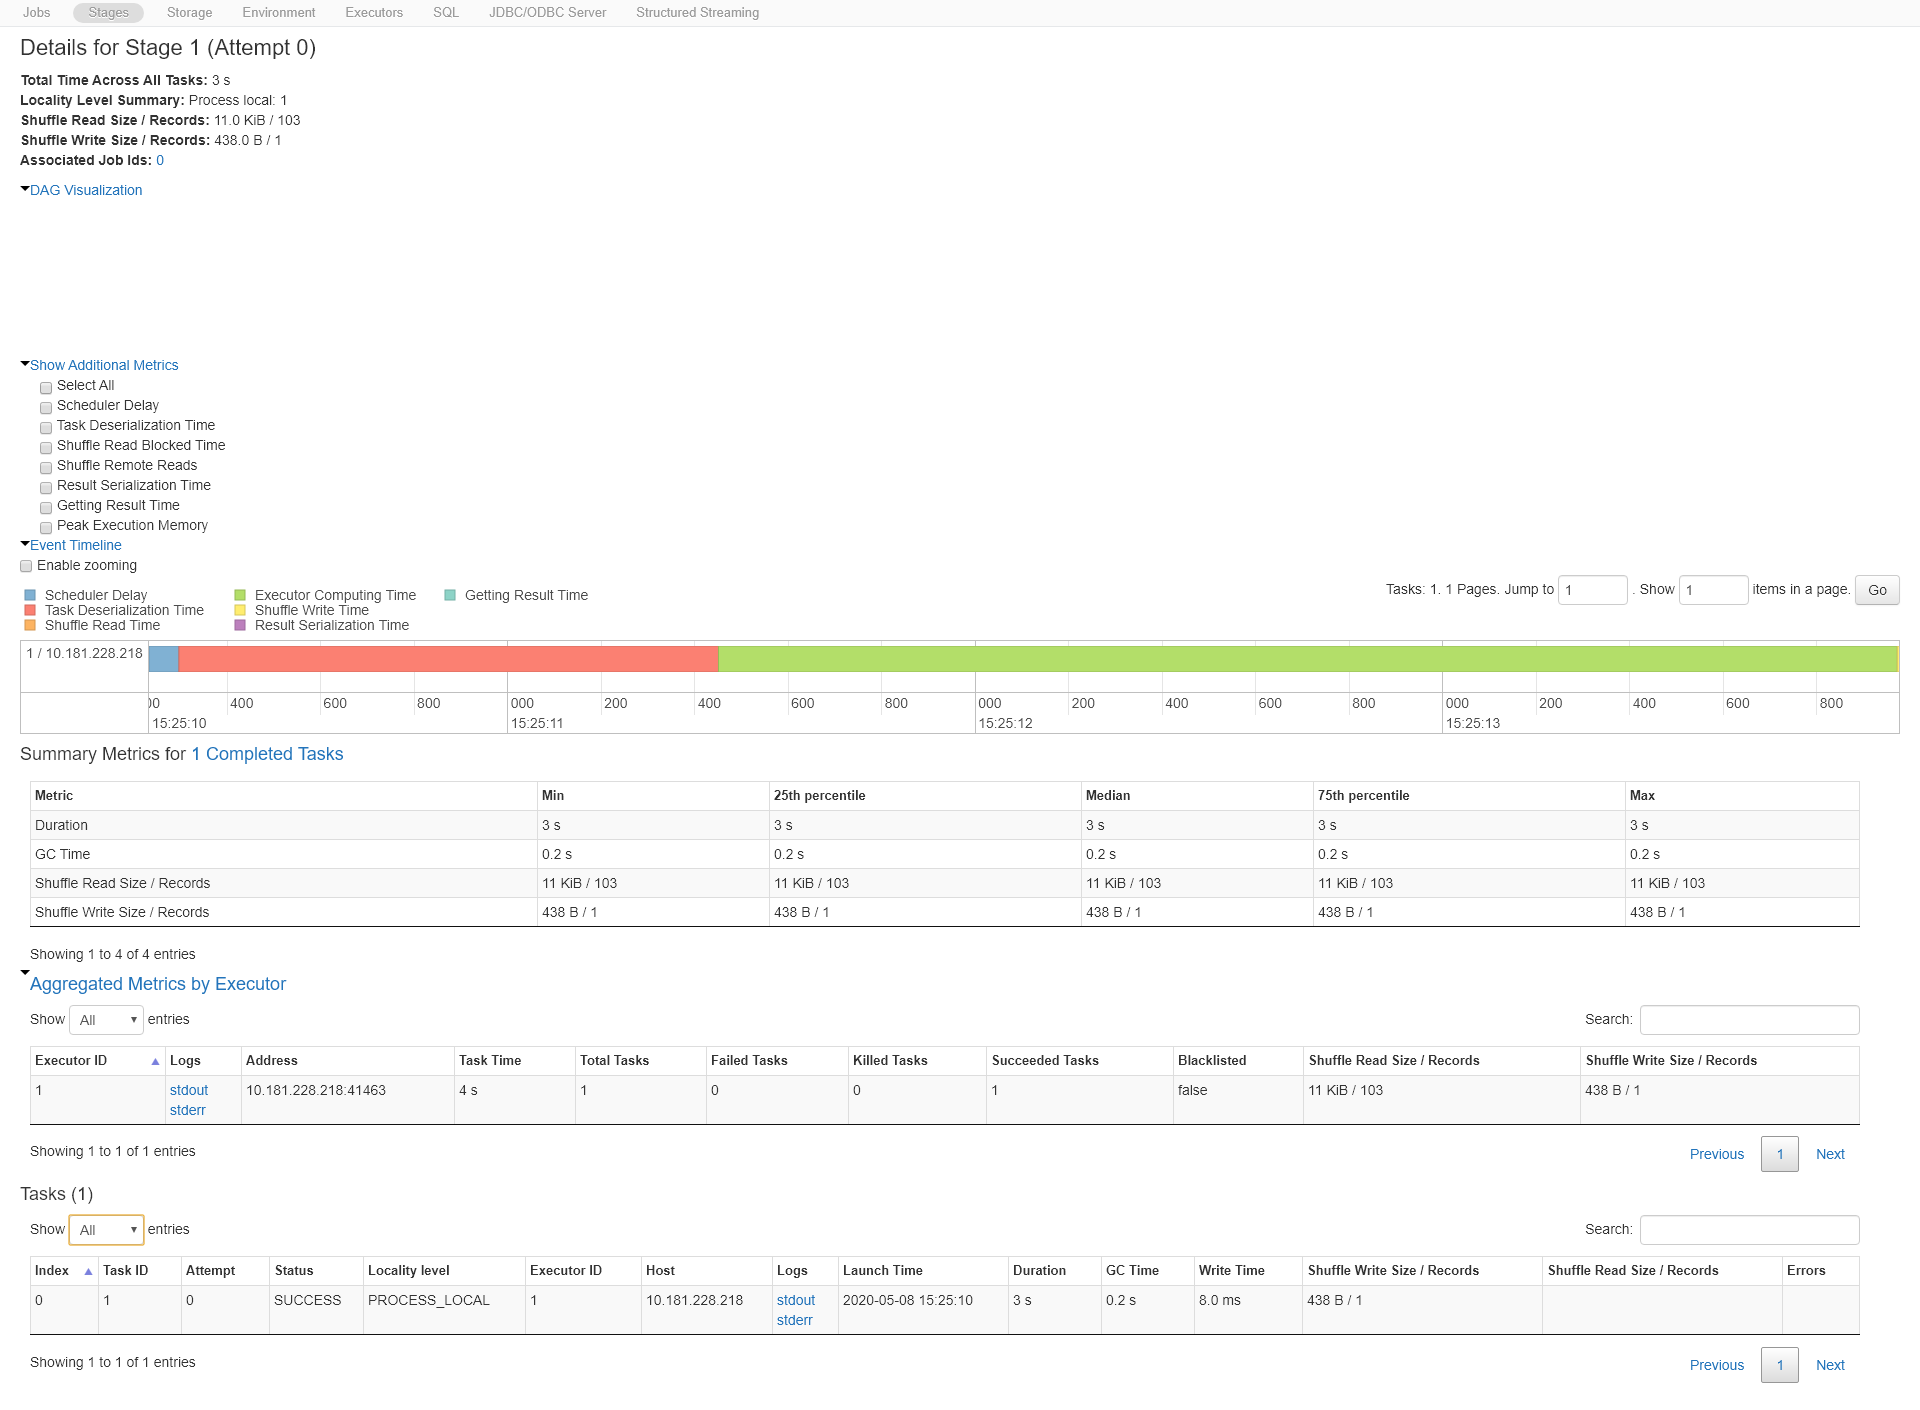 Jobs Stages Storage Environment Executors SQL JDBC/ODBC Server Structured Streaming
Details for Stage 1 (Attempt 0)
Total Time Across All Tasks: 3 s
Locality Level Summary: Process local: 1
Shuffle Read Size / Records: 11.0 KiB / 103
Shuffle Write Size / Records: 438.0 B / 1
Associated Job Ids: 0
DAG Visualization
Show Additional Metrics
Select All
Scheduler Delay
Task Deserialization Time
Shuffle Read Blocked Time
Shuffle Remote Reads
Result Serialization Time
Getting Result Time
Peak Execution Memory
Event Timeline
Enable zooming
Tasks: 1. 1 Pages. Jump to 1 . Show 1 items in a page. Go
Scheduler Delay Executor Computing Time Getting Result Time
Task Deserialization Time Shuffle Write Time
Shuffle Read Time Result Serialization Time
1 / 10.181.228.218
00 400 600 800 000 200 400 600 800 000 200 400 600 800 000 200 400 600 800
15:25:10 15:25:11 15:25:12 15:25:13
Summary Metrics for 1 Completed Tasks
Metric Min 25th percentile Median 75th percentile Max
Duration 3 s 3 s 3 s 3 s 3 s
GC Time 0.2 s 0.2 s 0.2 s 0.2 s 0.2 s
Shuffle Read Size / Records 11 KiB / 103 11 KiB / 103 11 KiB / 103 11 KiB / 103 11 KiB / 103
Shuffle Write Size / Records 438 B / 1 438 B / 1 438 B / 1 438 B / 1 438 B / 1
Showing 1 to 4 of 4 entries
Aggregated Metrics by Executor
Show All entries Search:
Executor ID Logs Address Task Time Total Tasks Failed Tasks Killed Tasks Succeeded Tasks Blacklisted Shuffle Read Size / Records Shuffle Write Size / Records
1 stdout 10.181.228.218:41463 4 s 1 0 0 1 false 11 KiB / 103 438 B / 1
stderr
Showing 1 to 1 of 1 entries Previous 1 Next
Tasks (1)
Show All entries Search:
Index Task ID Attempt Status Locality level Executor ID Host Logs Launch Time Duration GC Time Write Time Shuffle Write Size / Records Shuffle Read Size / Records Errors
0 1 0 SUCCESS PROCESS_LOCAL 1 10.181.228.218 stdout 2020-05-08 15:25:10 3 s 0.2 s 8.0 ms 438 B / 1
stderr
Showing 1 to 1 of 1 entries Previous 1 Next